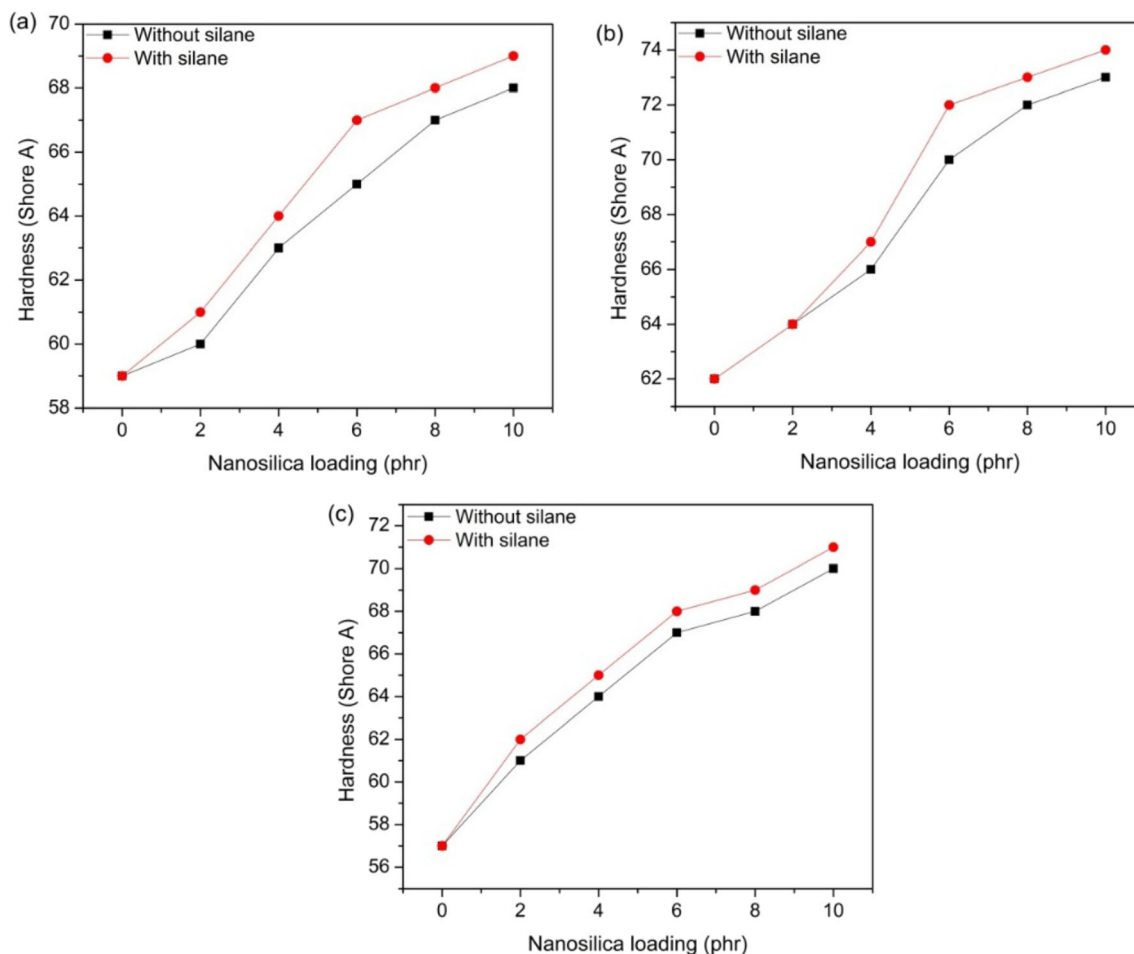 (a)
Without silane
With silane
70
68
66
64
62
60
58
Hardness (Shore A)
0 2 4 6 8 10
Nanosilica loading (phr)
(b)
Without silane
With silane
74
72
70
68
66
64
62
Hardness (Shore A)
0 2 4 6 8 10
Nanosilica loading (phr)
(c)
Without silane
With silane
72
70
68
66
64
62
60
58
56
Hardness (Shore A)
0 2 4 6 8 10
Nanosilica loading (phr)